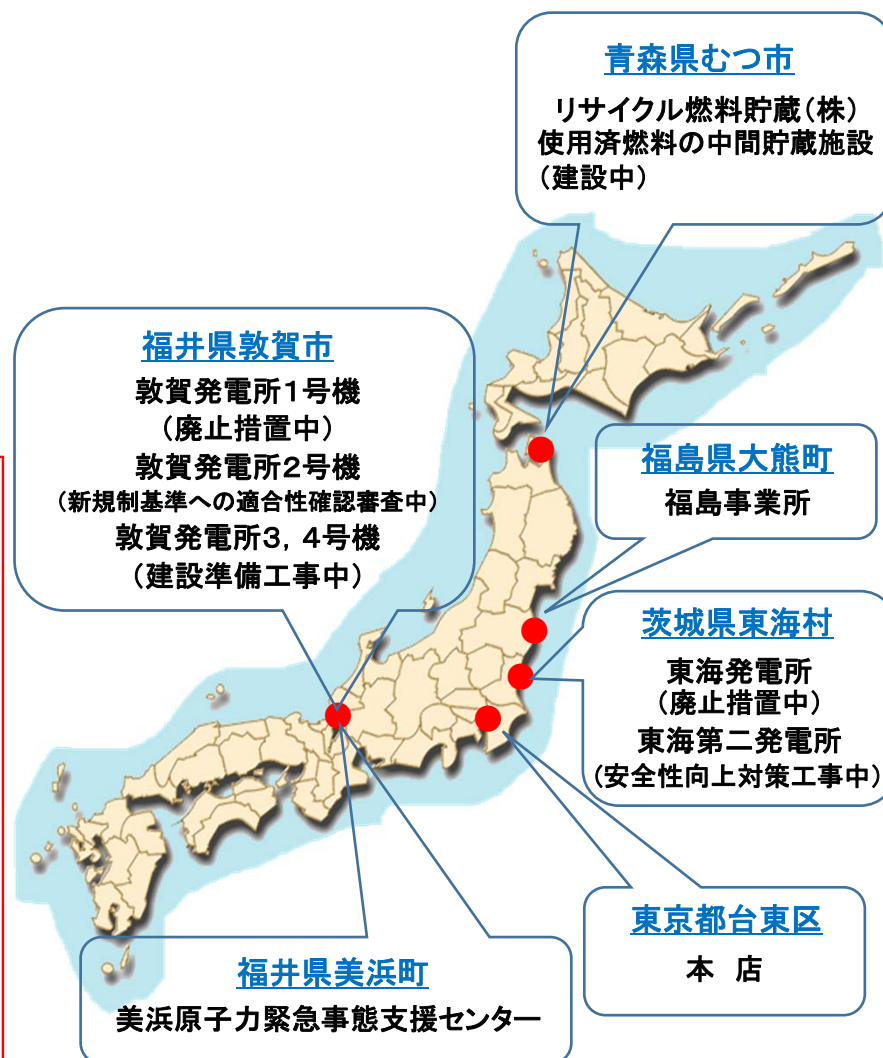 青森県むつ市
リサイクル燃料貯蔵(株)
使用済燃料の中間貯蔵施設
(建設中)
福井県敦賀市
敦賀発電所1号機
(廃止措置中)
敦賀発電所2号機
(新規制基準への適合性確認審査中)
敦賀発電所3,4号機
(建設準備工事中)
福島県大熊町
福島事業所
茨城県東海村
東海発電所
(廃止措置中)
東海第二発電所
(安全性向上対策工事中)
東京都台東区
本 店
福井県美浜町
美浜原子力緊急事態支援センター